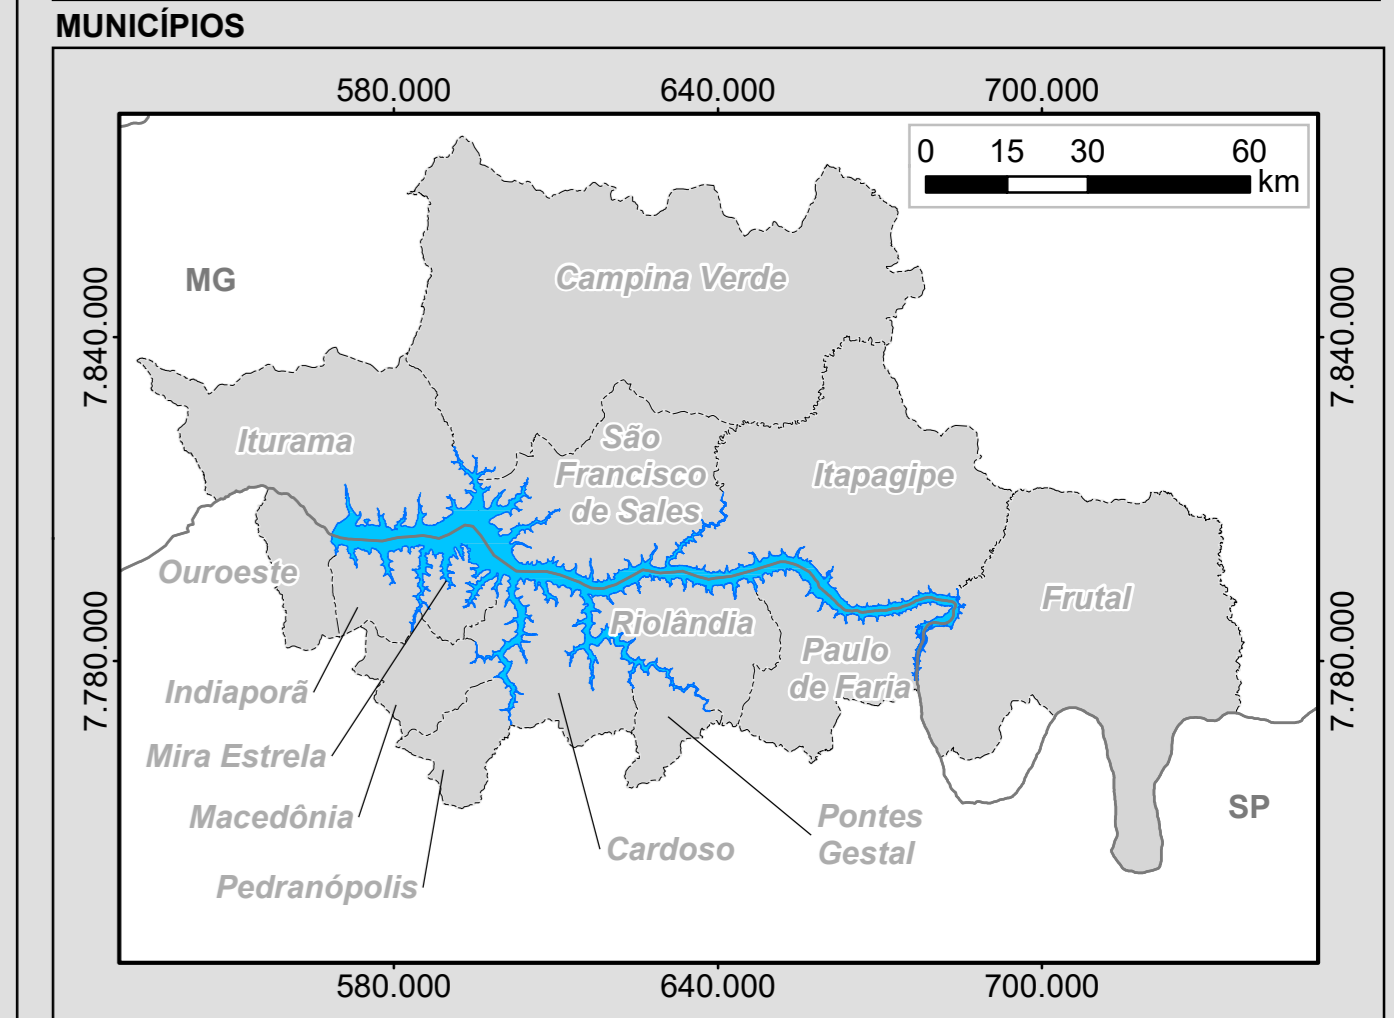 MUNICÍPIOS
580.000 640.000 700.000
0 15 30 60
km
MG
Campina Verde
7.840.000
7.840.000
Iturama
São
Francisco
de Sales
Itapagipe
Ouroeste
Frutal
Riolândia
Paulo
de Faria
7.780.000
7.780.000
Indiaporã
Mira Estrela
Macedônia
Pedranópolis
Cardoso
Pontes
Gestal
SP
580.000 640.000 700.000